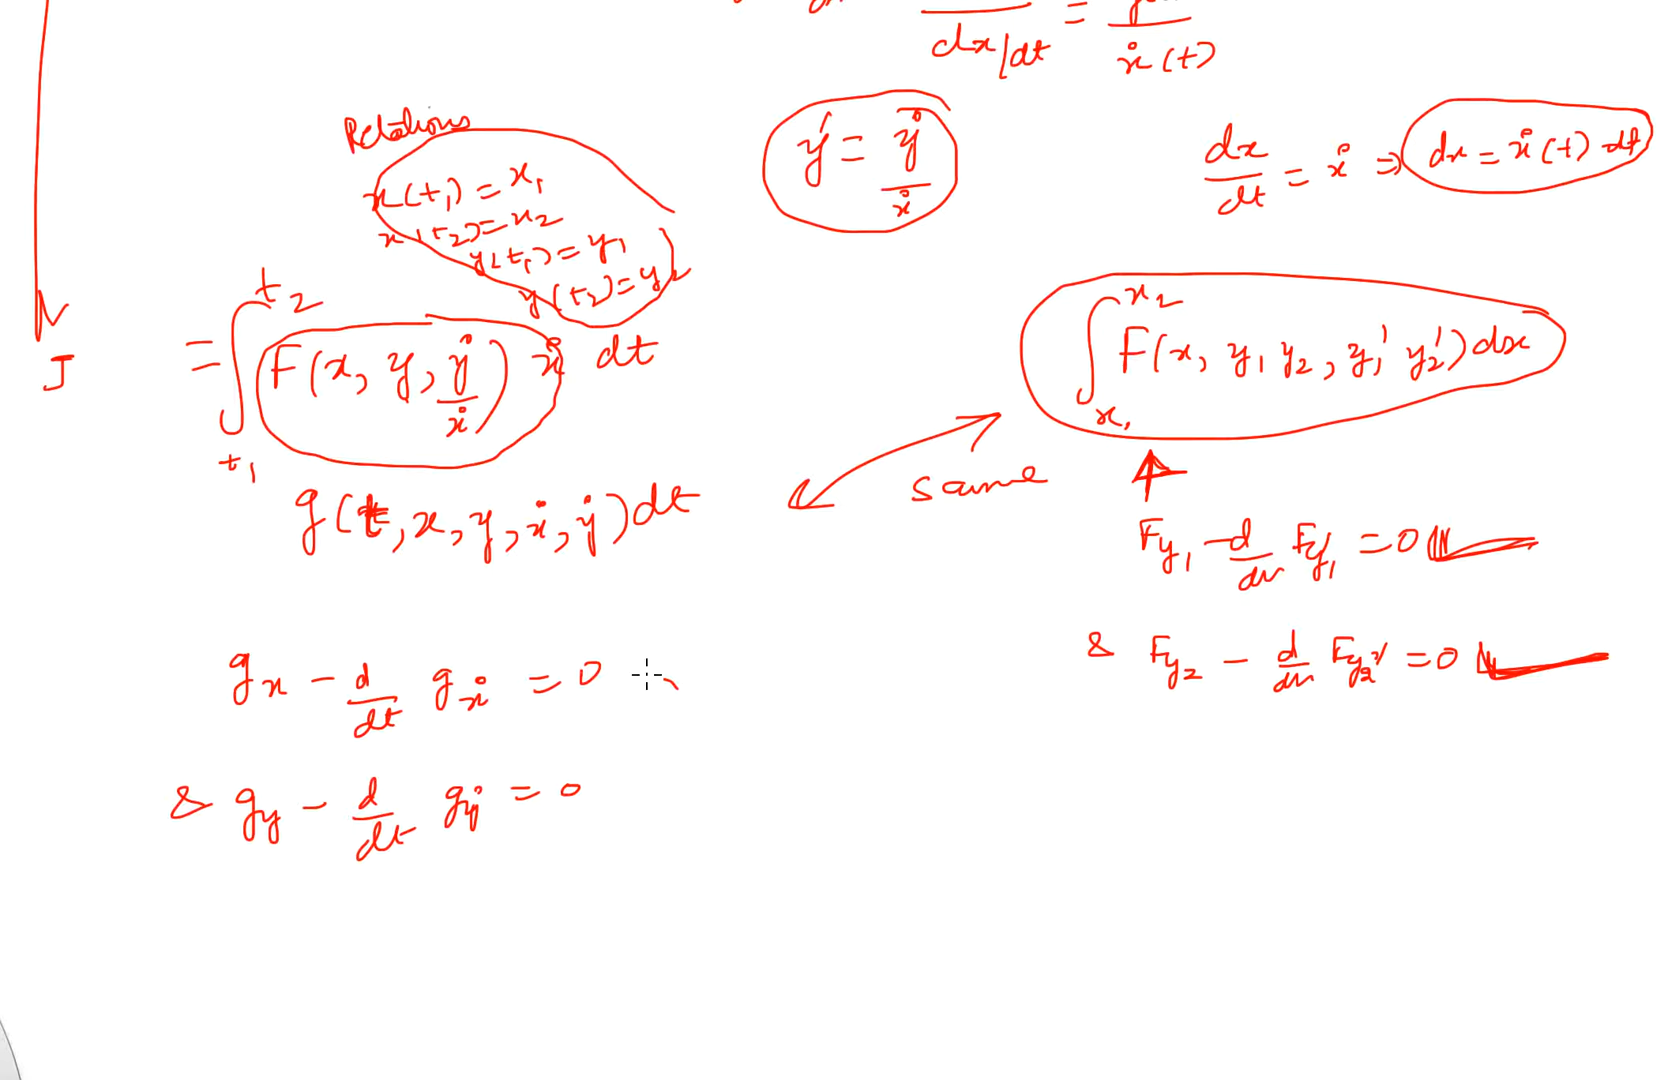 dx/dt = ẋ(t)
Relations
x(t₁) = x₁
x(t₂) = x₂
y(t₁) = y₁
y(t₂) = y₂
y′ = ẏ/ẋ
dx/dt = ẋ ⇒ dx = ẋ(t) dt
J
= ∫_{t₁}^{t₂} F(x, y, ẏ/ẋ) ẋ dt
∫_{x₁}^{x₂} F(x, y₁ y₂, y₁′ y₂′) dx
same
g(t, x, y, ẋ, ẏ) dt
F_{y₁} - d/dx F_{y₁′} = 0
& F_{y₂} - d/dx F_{y₂′} = 0
g_x - d/dt g_ẋ = 0
& g_y - d/dt g_ẏ = 0